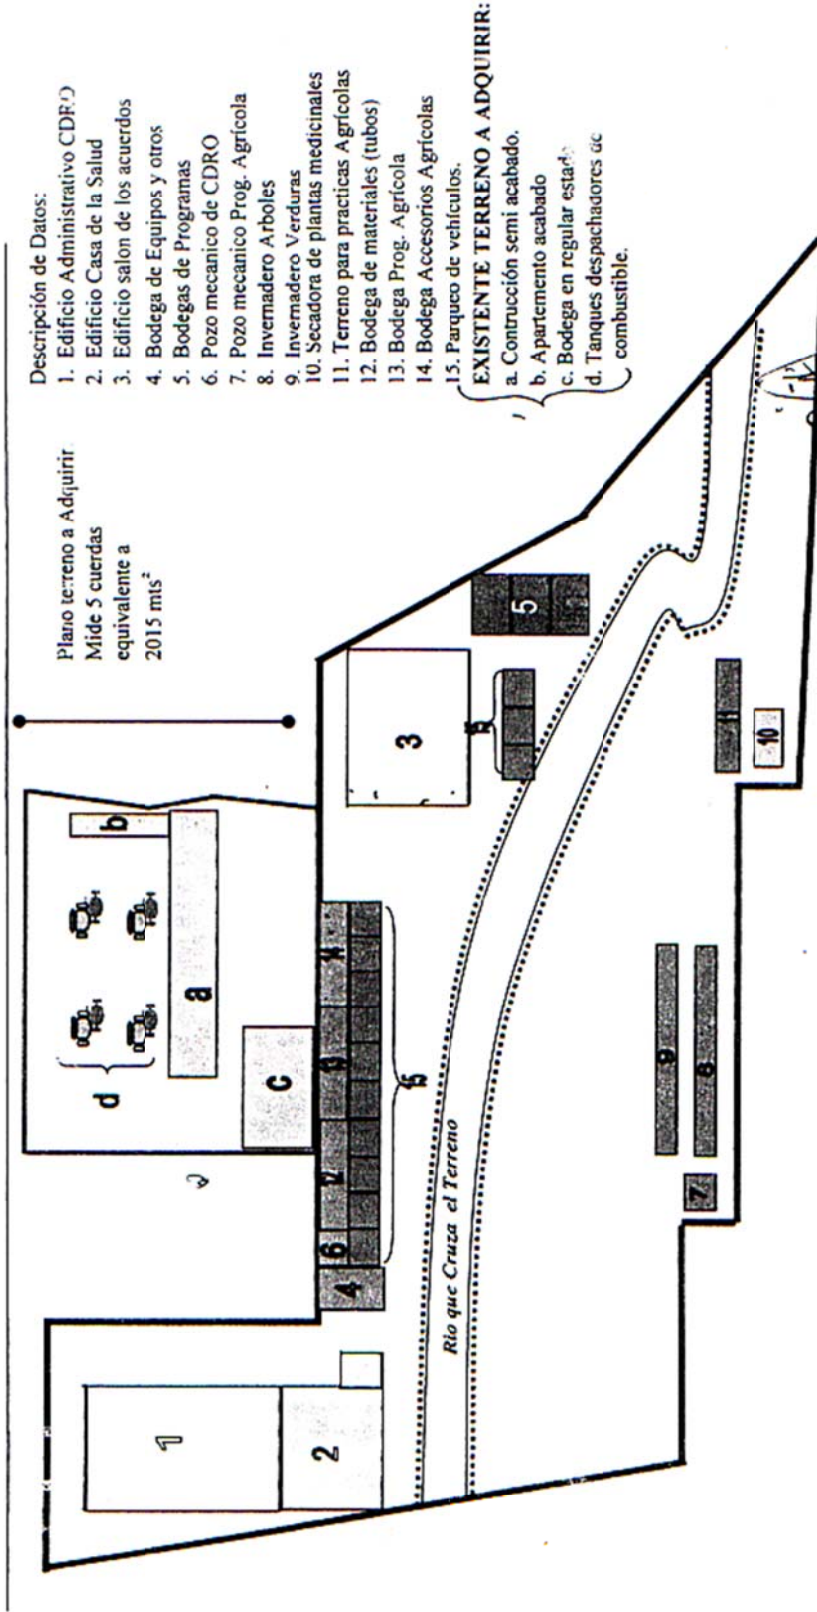 Descripción de Datos:
1. Edificio Administrativo CDRO
2. Edificio Casa de la Salud
3. Edificio salon de los acuerdos
4. Bodega de Equipos y otros
5. Bodegas de Programas
6. Pozo mecanico de CDRO
7. Pozo mecanico Prog. Agrícola
8. Invernadero Arboles
9. Invernadero Verduras
10. Secadora de plantas medicinales
11. Terreno para practicas Agrícolas
12. Bodega de materiales (tubos)
13. Bodega Prog. Agrícola
14. Bodega Accesorios Agrícolas
15. Parqueo de vehículos.
EXISTENTE TERRENO A ADQUIRIR:
a. Contrucción semi acabado.
b. Apartemento acabado
c. Bodega en regular estado
d. Tanques despachadores de
combustible.
Plano terreno a Adquirir.
Mide 5 cuerdas
equivalente a
2015 mts²
d
a
b
c
1
2
4
6
12
13
14
15
3
15
5
Rio que Cruza el Terreno
7
8
9
11
10